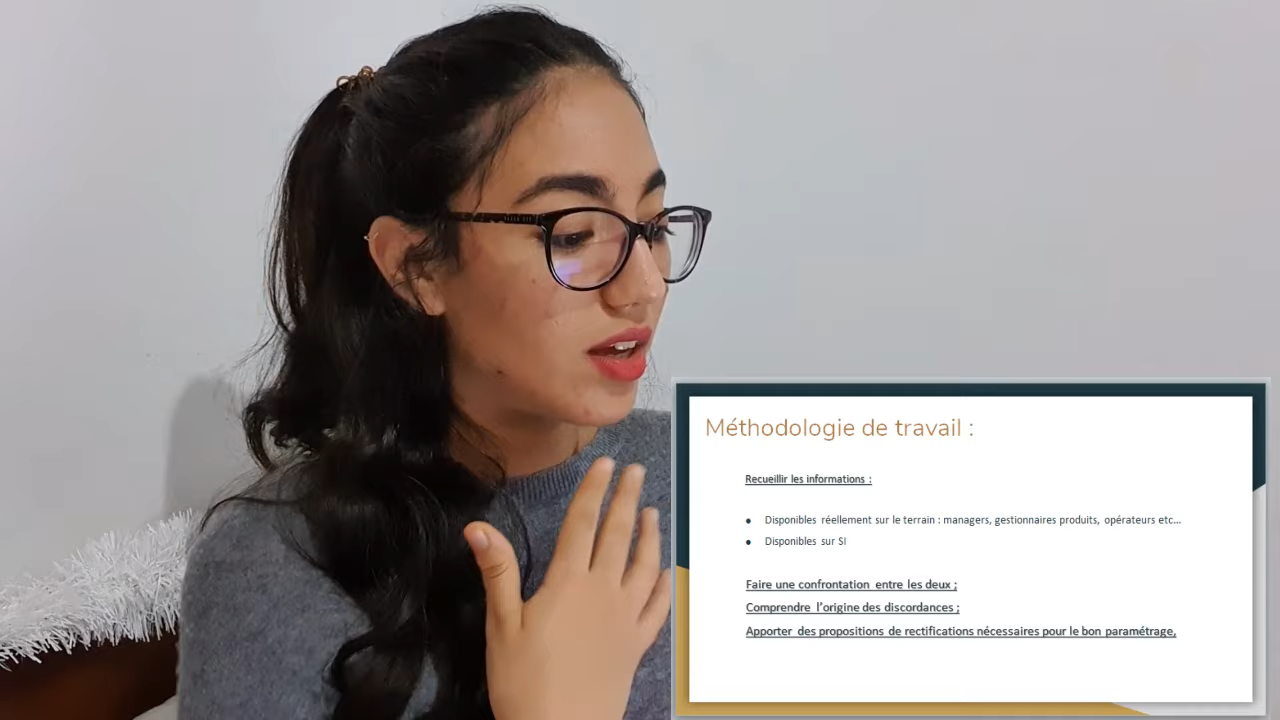 Méthodologie de travail :
Recueillir les informations :
● Disponibles réellement sur le terrain : managers, gestionnaires produits, opérateurs etc...
● Disponibles sur SI
Faire une confrontation entre les deux ;
Comprendre l'origine des discordances ;
Apporter des propositions de rectifications nécessaires pour le bon paramétrage,